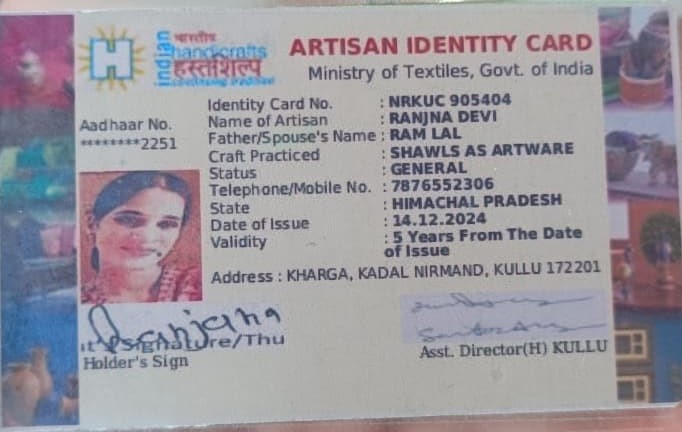 indian
भारतीय
handicrafts
हस्तशिल्प
ARTISAN IDENTITY CARD
Ministry of Textiles, Govt. of India
Aadhaar No.
********2251
Identity Card No. : NRKUC 905404
Name of Artisan : RANJNA DEVI
Father/Spouse's Name : RAM LAL
Craft Practiced : SHAWLS AS ARTWARE
Status : GENERAL
Telephone/Mobile No. : 7876552306
State : HIMACHAL PRADESH
Date of Issue : 14.12.2024
Validity : 5 Years From The Date
of Issue
Address : KHARGA, KADAL NIRMAND, KULLU 172201
Ranjana
Signature/Thu
Holder's Sign
Asst. Director(H) KULLU